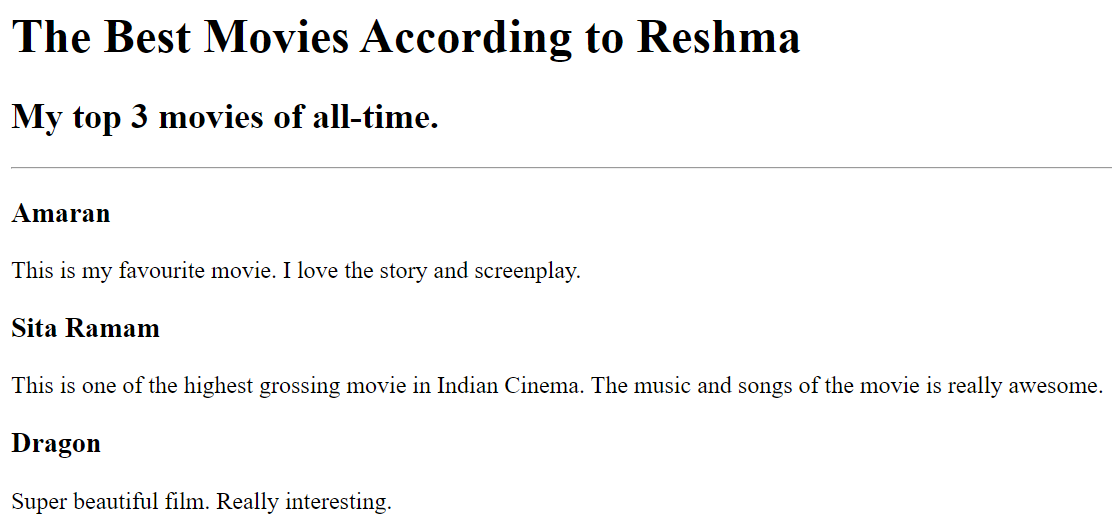 The Best Movies According to Reshma
My top 3 movies of all-time.
Amaran
This is my favourite movie. I love the story and screenplay.
Sita Ramam
This is one of the highest grossing movie in Indian Cinema. The music and songs of the movie is really awesome.
Dragon
Super beautiful film. Really interesting.